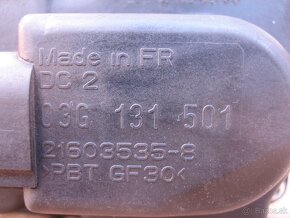 Made in FR
DC 2
03G 131 501
21603535-8
>PBT GF30<